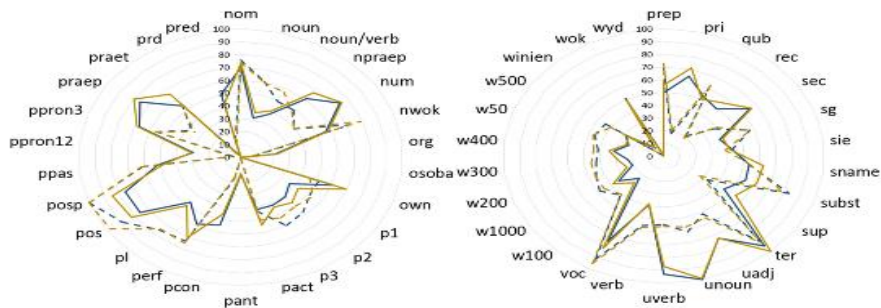 nom
noun
noun/verb
npraep
num
nwok
org
osoba
own
p1
p2
p3
pact
pant
pcon
perf
pl
pos
posp
ppas
ppron12
ppron3
praep
praet
prd
pred
100
90
80
70
60
50
40
30
20
10
0
prep
pri
qub
rec
sec
sg
sie
sname
subst
sup
ter
uadj
unoun
uverb
verb
voc
w100
w1000
w200
w300
w400
w50
w500
winien
wok
wyd
100
90
80
70
60
50
40
30
20
10
0